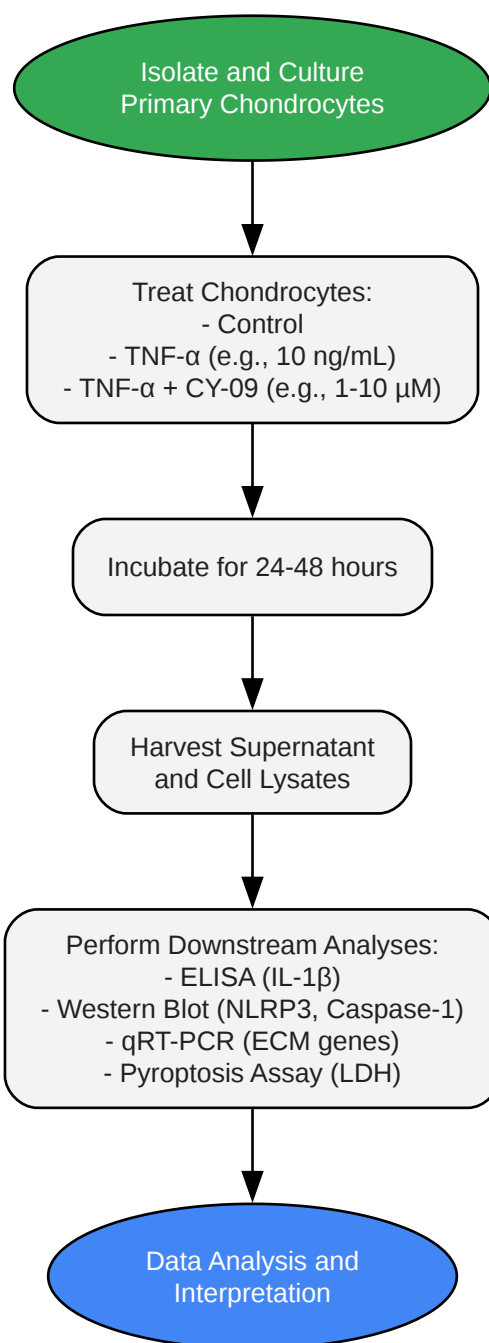 Isolate and Culture
Primary Chondrocytes
Treat Chondrocytes:
- Control
- TNF-α (e.g., 10 ng/mL)
- TNF-α + CY-09 (e.g., 1-10 µM)
Incubate for 24-48 hours
Harvest Supernatant
and Cell Lysates
Perform Downstream Analyses:
- ELISA (IL-1β)
- Western Blot (NLRP3, Caspase-1)
- qRT-PCR (ECM genes)
- Pyroptosis Assay (LDH)
Data Analysis and
Interpretation